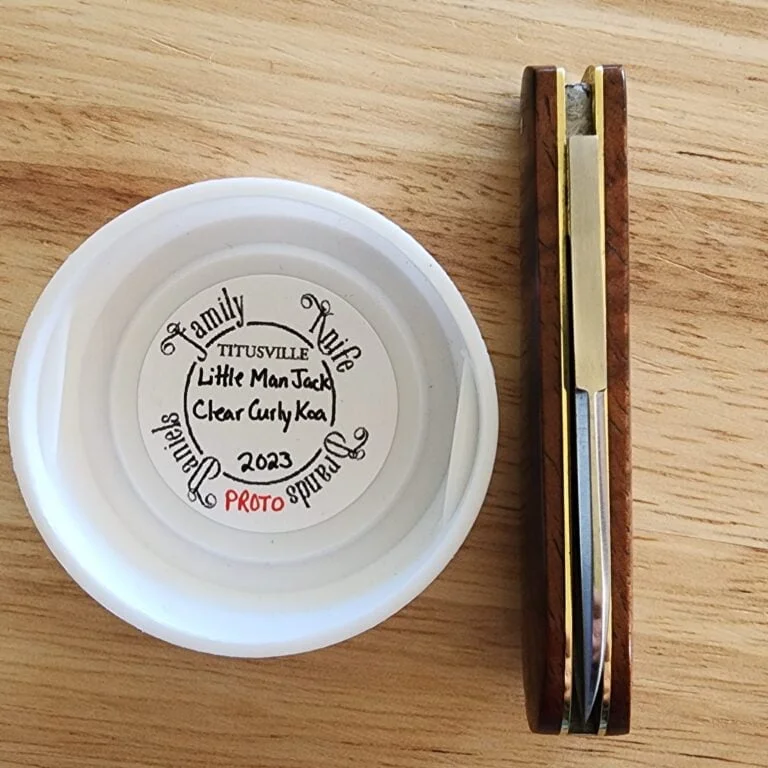 Daniels Family Knife Brands
TITUSVILLE
Little Man Jack
Clear Curly Koa
2023
PROTO